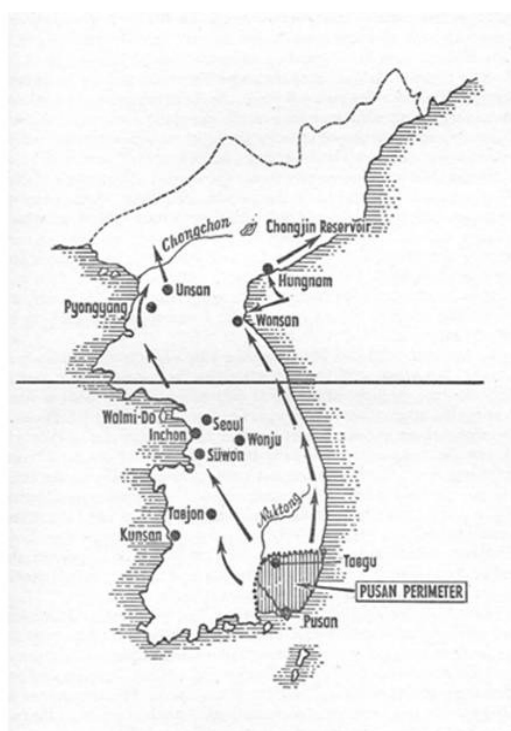 Chongchon
Chongjin Reservoir
Hungnam
Unsan
Pyongyang
Wonsan
Wolmi-Do
Seoul
Inchon
Wonju
Süwon
Taejon
Naktong
Kunsan
Taegu
PUSAN PERIMETER
Pusan